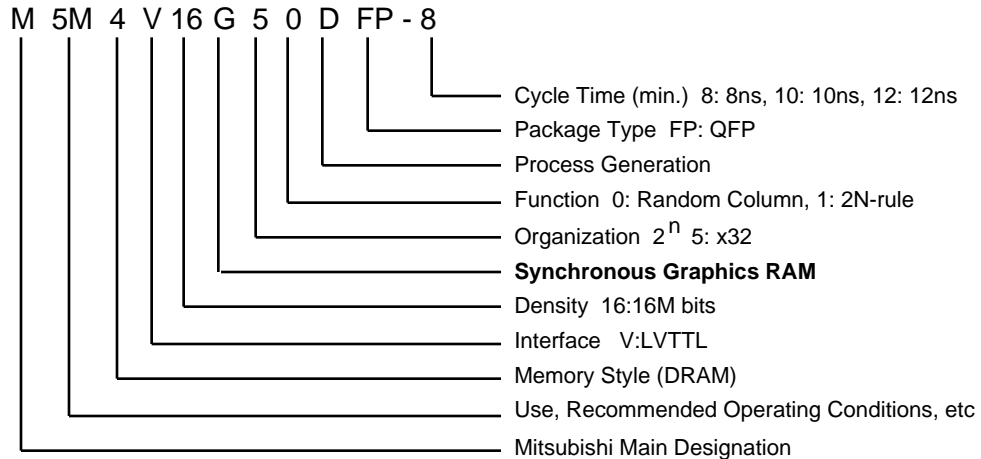 M 5M 4 V 16 G 5 0 D FP - 8
Cycle Time (min.) 8: 8ns, 10: 10ns, 12: 12ns
Package Type FP: QFP
Process Generation
Function 0: Random Column, 1: 2N-rule
Organization 2^n 5: x32
Synchronous Graphics RAM
Density 16:16M bits
Interface V:LVTTL
Memory Style (DRAM)
Use, Recommended Operating Conditions, etc
Mitsubishi Main Designation